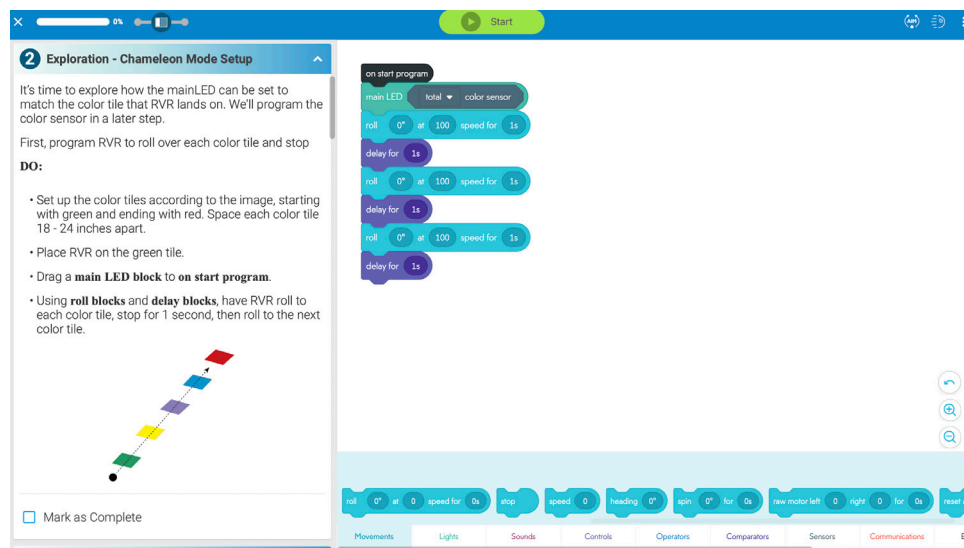 0%
Start
2 Exploration - Chameleon Mode Setup
It's time to explore how the mainLED can be set to
match the color tile that RVR lands on. We'll program the
color sensor in a later step.
First, program RVR to roll over each color tile and stop
DO:
• Set up the color tiles according to the image, starting
with green and ending with red. Space each color tile
18 - 24 inches apart.
• Place RVR on the green tile.
• Drag a main LED block to on start program.
• Using roll blocks and delay blocks, have RVR roll to
each color tile, stop for 1 second, then roll to the next
color tile.
Mark as Complete
on start program
main LED total color sensor
roll 0° at 100 speed for 1s
delay for 1s
roll 0° at 100 speed for 1s
delay for 1s
roll 0° at 100 speed for 1s
delay for 1s
roll 0° at 0 speed for 0s stop speed 0 heading 0° spin 0° for 0s raw motor left 0 right 0 for 0s reset
Movements Lights Sounds Controls Operators Comparators Sensors Communications